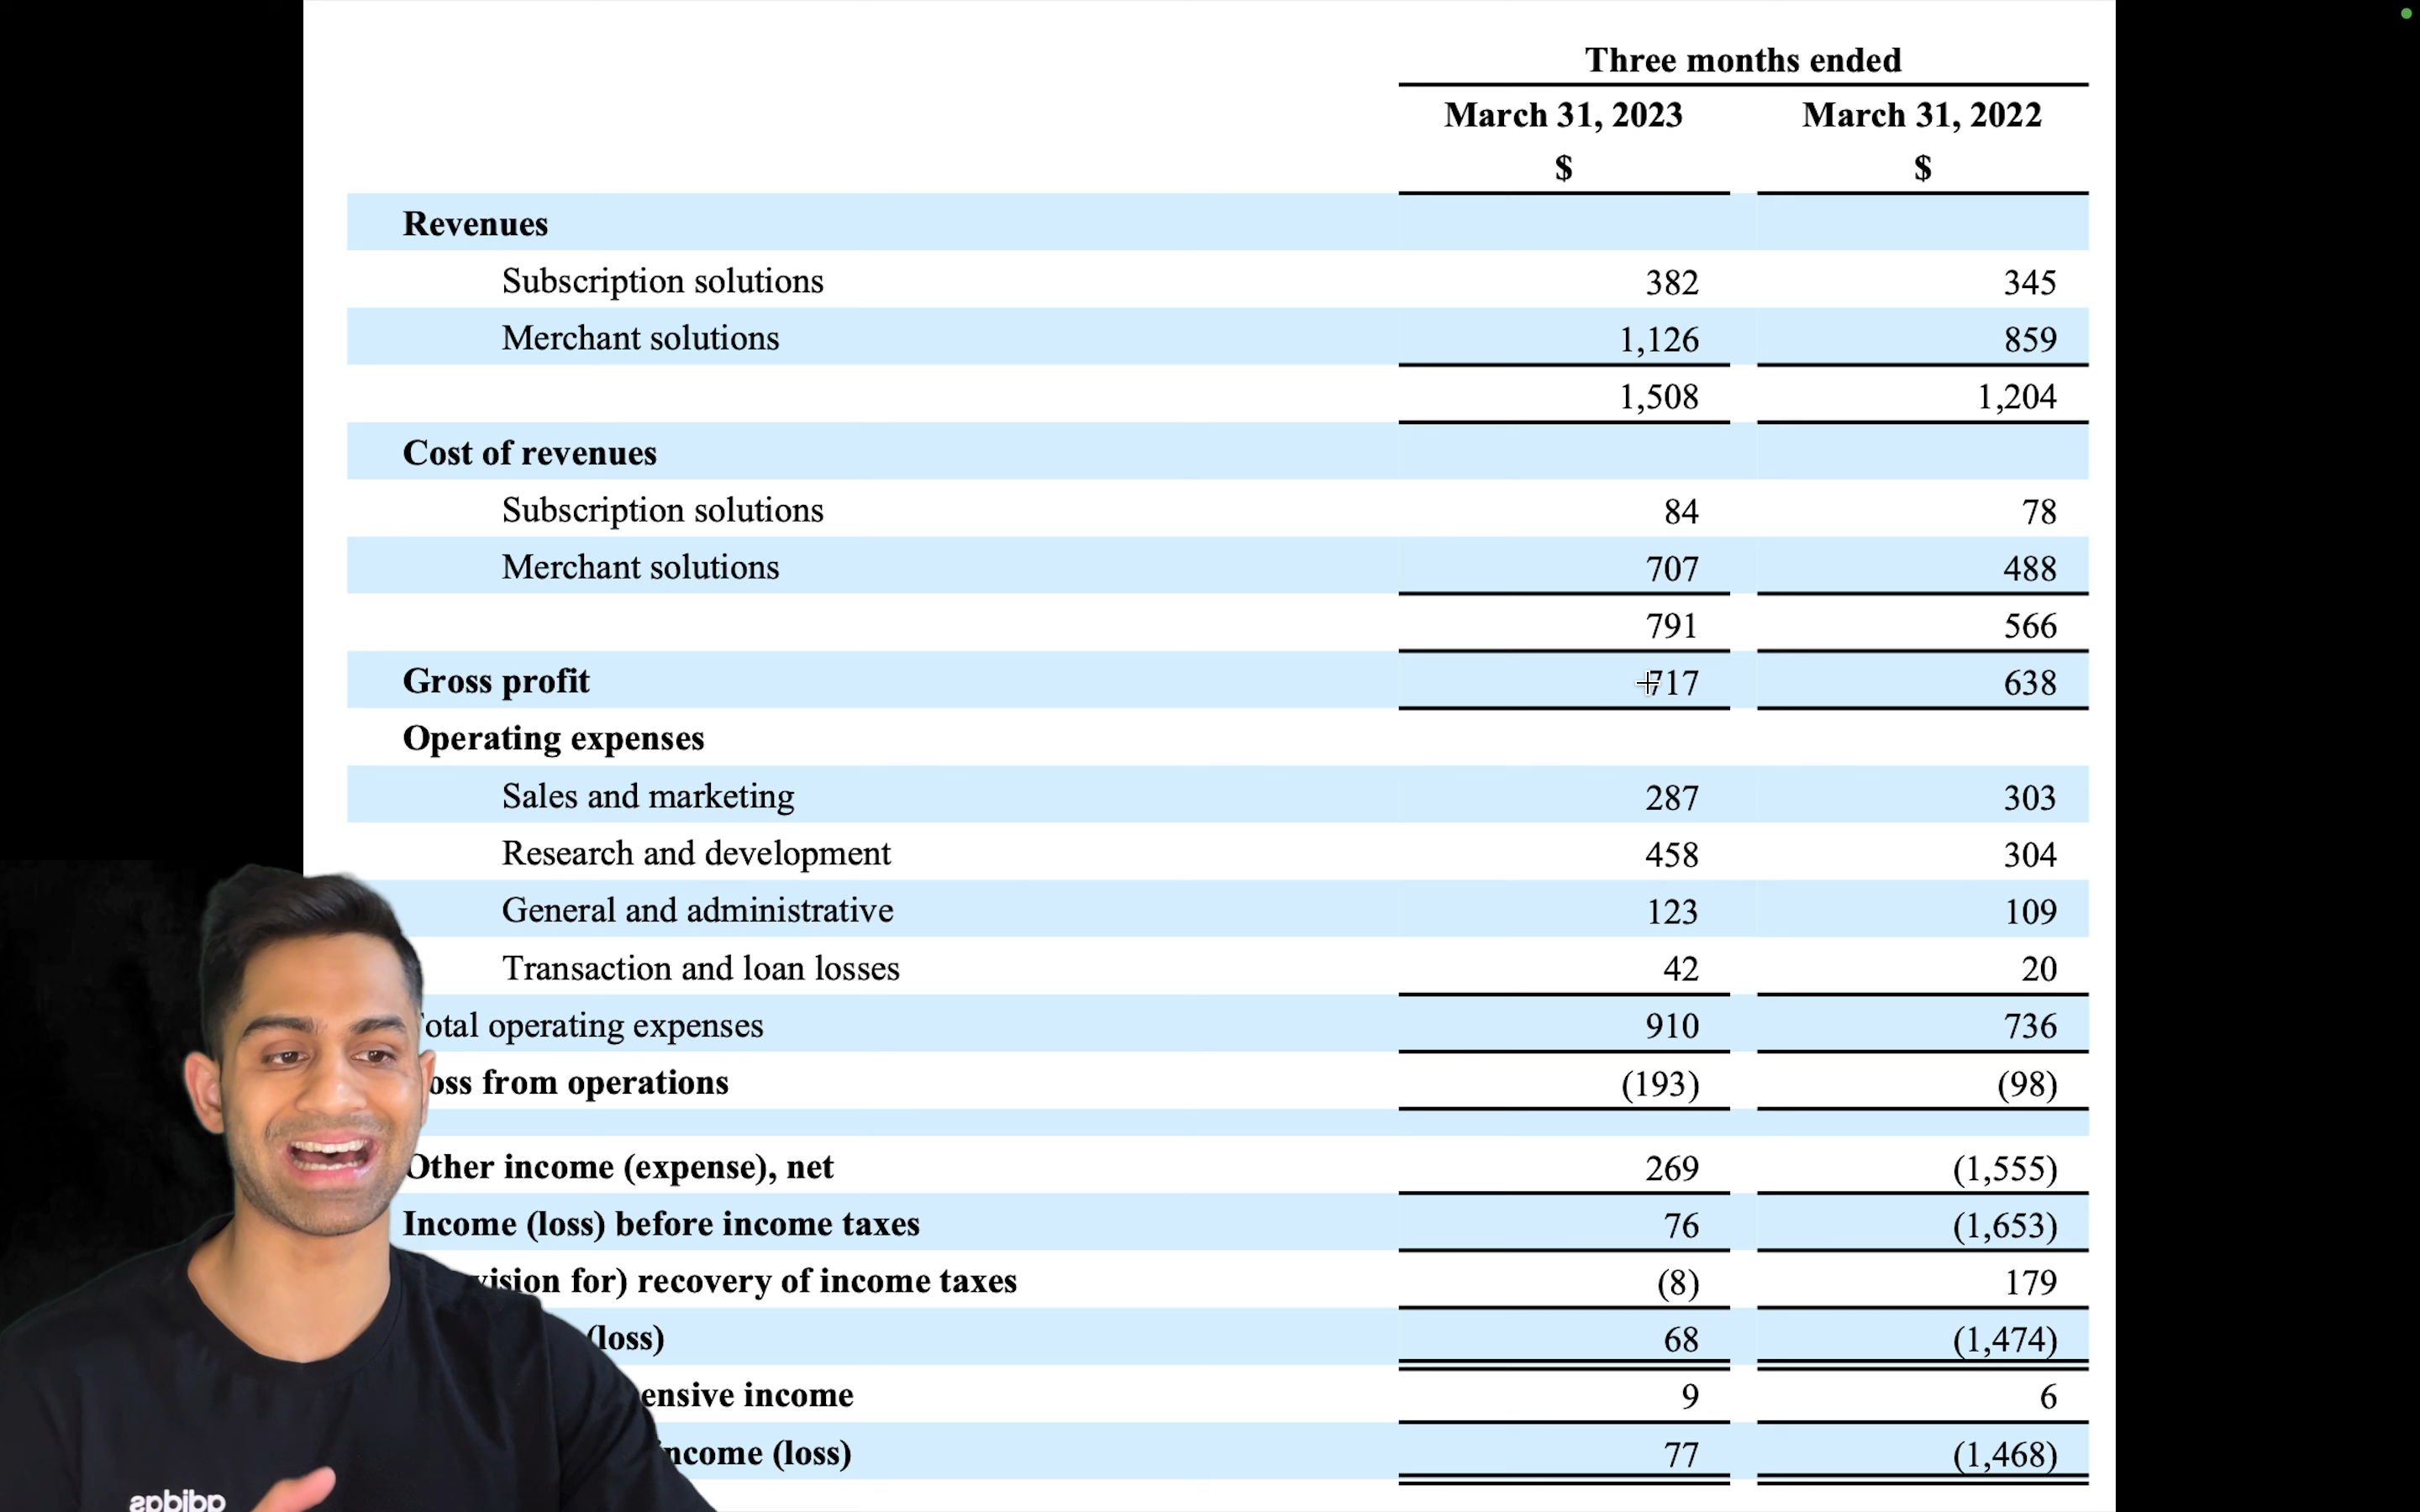 Three months ended
March 31, 2023 March 31, 2022
$ $
Revenues
Subscription solutions 382 345
Merchant solutions 1,126 859
1,508 1,204
Cost of revenues
Subscription solutions 84 78
Merchant solutions 707 488
791 566
Gross profit 717 638
Operating expenses
Sales and marketing 287 303
Research and development 458 304
General and administrative 123 109
Transaction and loan losses 42 20
otal operating expenses 910 736
oss from operations (193) (98)
Other income (expense), net 269 (1,555)
Income (loss) before income taxes 76 (1,653)
vision for) recovery of income taxes (8) 179
(loss) 68 (1,474)
ensive income 9 6
ncome (loss) 77 (1,468)